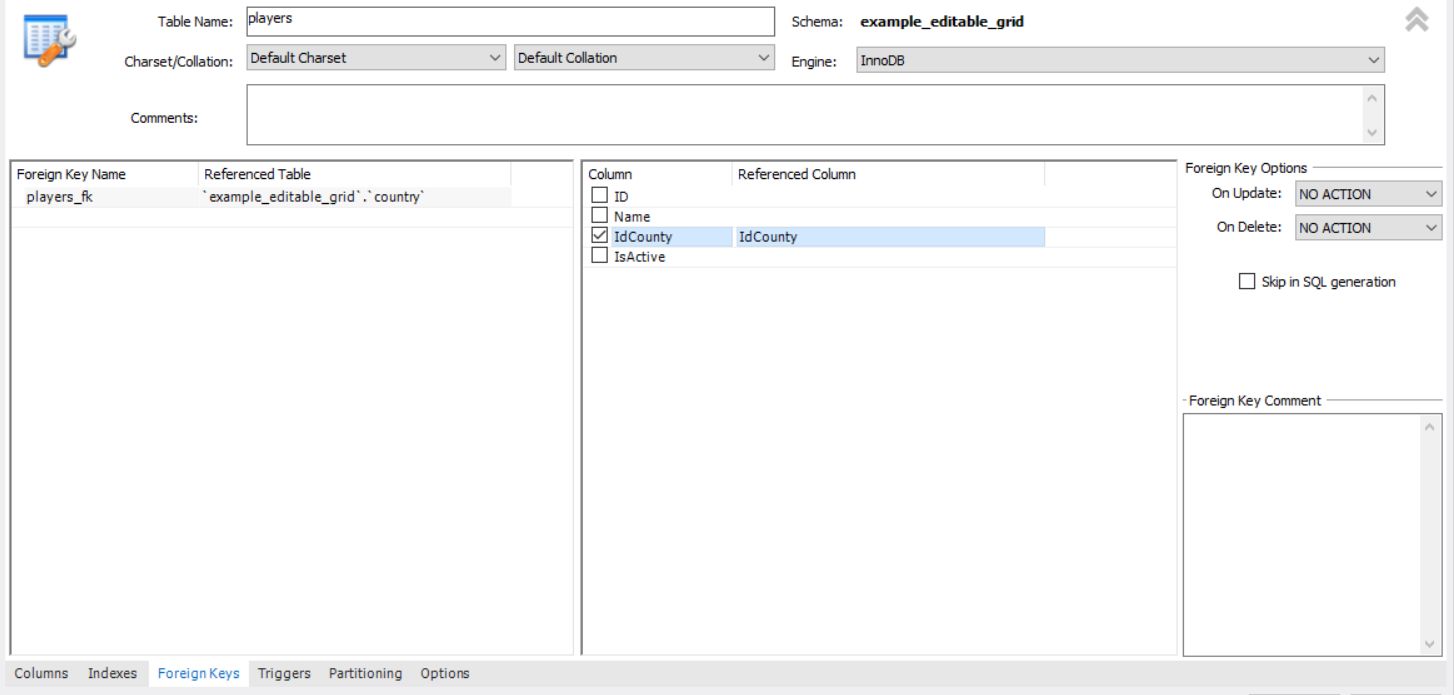 Table Name: players Schema: example_editable_grid
Charset/Collation: Default Charset Default Collation Engine: InnoDB
Comments:
Foreign Key Name Referenced Table
players_fk `example_editable_grid`.`country`
Column Referenced Column
ID
Name
IdCounty IdCounty
IsActive
Foreign Key Options
On Update: NO ACTION
On Delete: NO ACTION
Skip in SQL generation
Foreign Key Comment
Columns Indexes Foreign Keys Triggers Partitioning Options